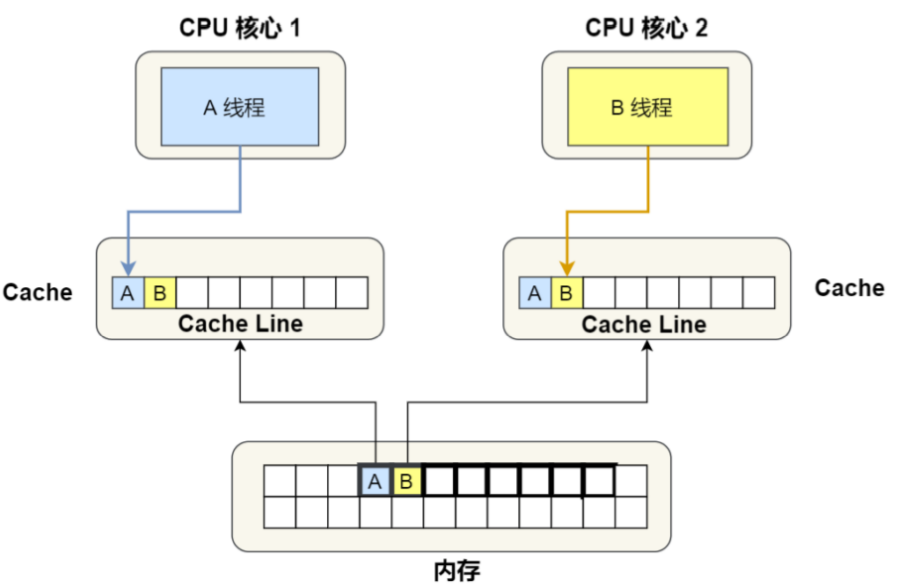 CPU 核心 1
CPU 核心 2
A 线程
B 线程
Cache
A B
Cache Line
A B
Cache Line
Cache
A B
内存